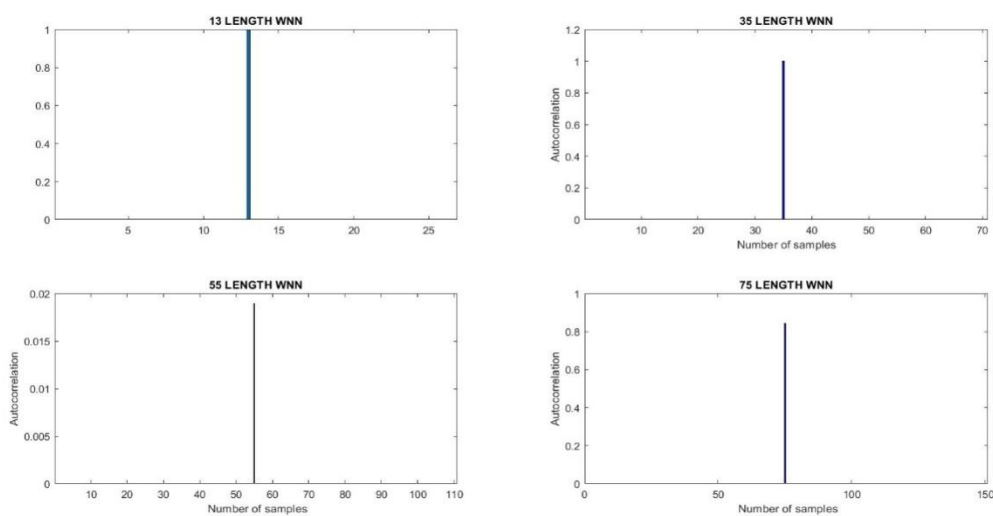 13 LENGTH WNN
1
0.8
0.6
0.4
0.2
0
5 10 15 20 25
35 LENGTH WNN
1.2
1
0.8
0.6
0.4
0.2
0
Autocorrelation
10 20 30 40 50 60 70
Number of samples
55 LENGTH WNN
0.02
0.015
0.01
0.005
0
Autocorrelation
10 20 30 40 50 60 70 80 90 100 110
Number of samples
75 LENGTH WNN
1
0.8
0.6
0.4
0.2
0
Autocorrelation
0 50 100 150
Number of samples